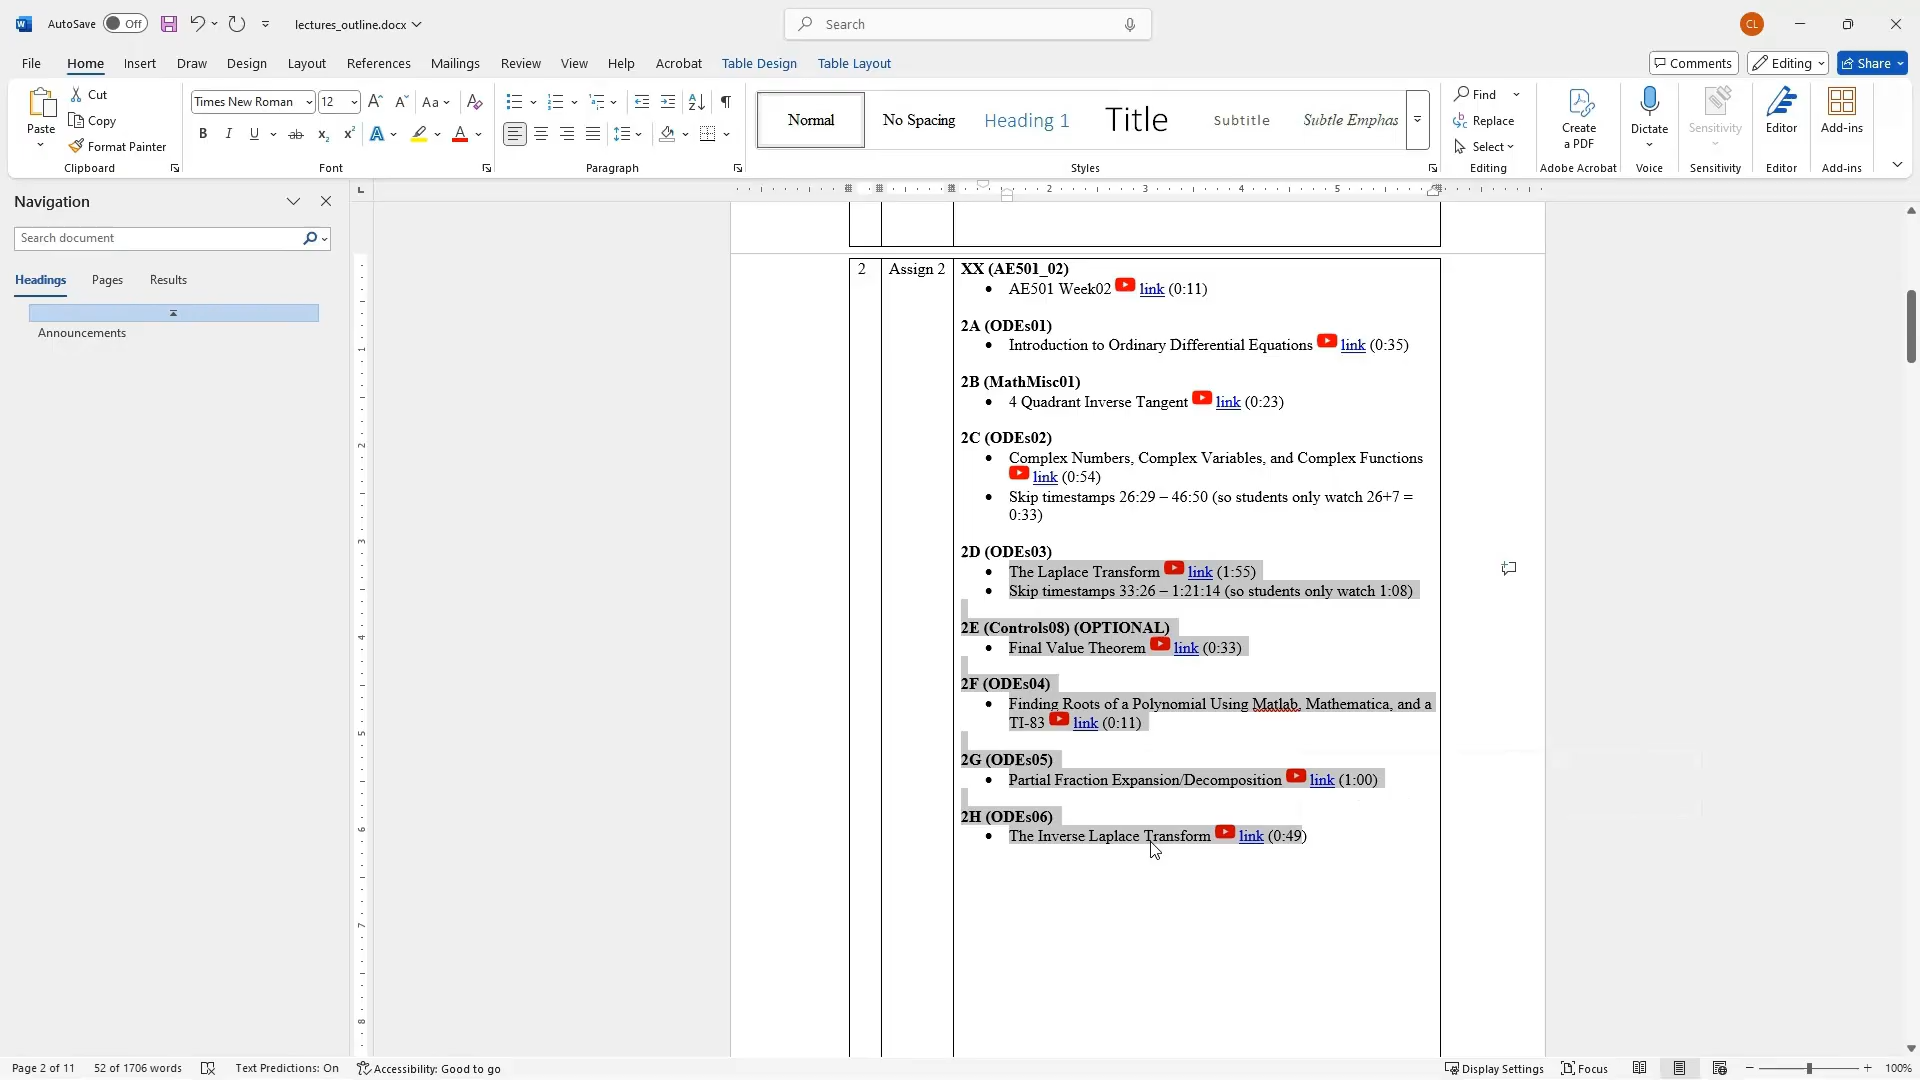 AutoSave Off lectures_outline.docx Search CL
File Home Insert Draw Design Layout References Mailings Review View Help Acrobat Table Design Table Layout Comments Editing Share
Paste Cut Copy Format Painter Clipboard
Times New Roman 12 Font
Paragraph
Normal No Spacing Heading 1 Title Subtitle Subtle Emphas Styles
Find Replace Select Editing
Create a PDF Adobe Acrobat
Dictate Voice
Sensitivity Sensitivity
Editor Editor
Add-ins Add-ins
Navigation
Search document
Headings Pages Results
Announcements
2 Assign 2 XX (AE501_02)
• AE501 Week02 link (0:11)
2A (ODEs01)
• Introduction to Ordinary Differential Equations link (0:35)
2B (MathMisc01)
• 4 Quadrant Inverse Tangent link (0:23)
2C (ODEs02)
• Complex Numbers, Complex Variables, and Complex Functions
link (0:54)
• Skip timestamps 26:29 – 46:50 (so students only watch 26+7 =
0:33)
2D (ODEs03)
• The Laplace Transform link (1:55)
• Skip timestamps 33:26 – 1:21:14 (so students only watch 1:08)
2E (Controls08) (OPTIONAL)
• Final Value Theorem link (0:33)
2F (ODEs04)
• Finding Roots of a Polynomial Using Matlab, Mathematica, and a
TI-83 link (0:11)
2G (ODEs05)
• Partial Fraction Expansion/Decomposition link (1:00)
2H (ODEs06)
• The Inverse Laplace Transform link (0:49)
Page 2 of 11 52 of 1706 words Text Predictions: On Accessibility: Good to go Display Settings Focus 100%